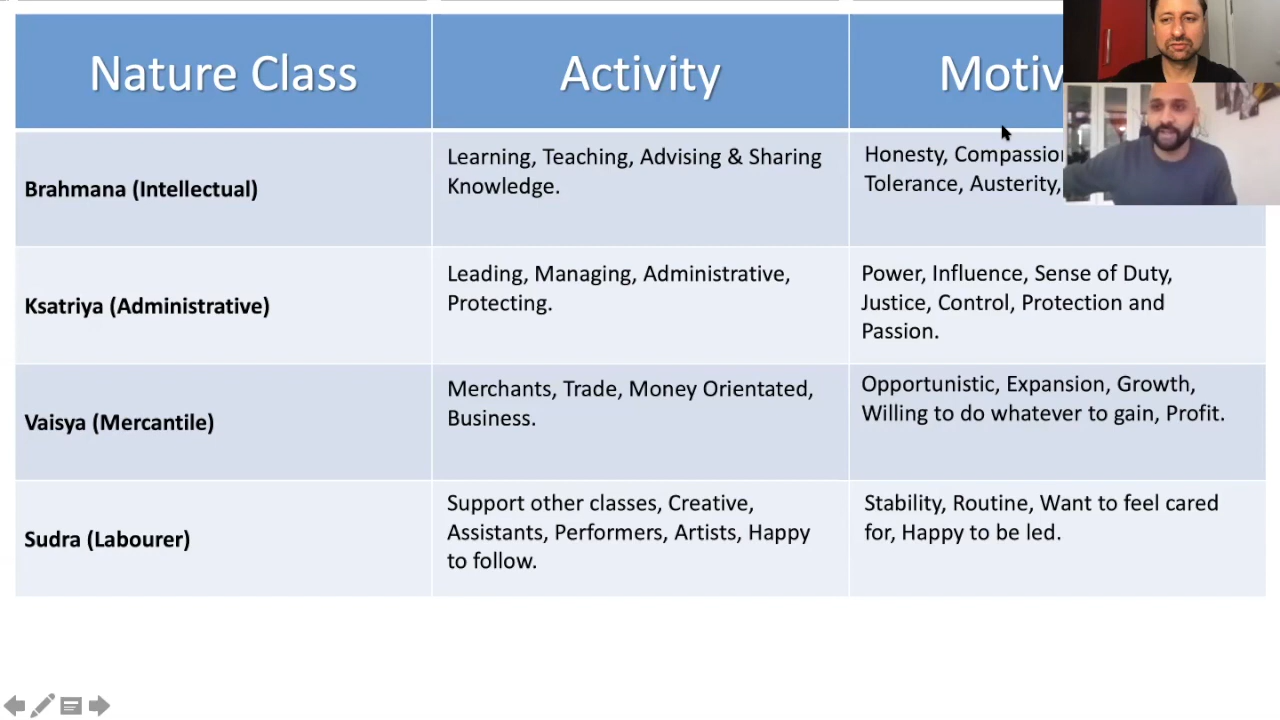 Nature Class
Activity
Brahmana (Intellectual)
Learning, Teaching, Advising & Sharing
Knowledge.
Honesty,
Tolerance, Austerity,
Ksatriya (Administrative)
Leading, Managing, Administrative,
Protecting.
Power, Influence, Sense of Duty,
Justice, Control, Protection and
Passion.
Vaisya (Mercantile)
Merchants, Trade, Money Orientated,
Business.
Opportunistic, Expansion, Growth,
Willing to do whatever to gain, Profit.
Sudra (Labourer)
Support other classes, Creative,
Assistants, Performers, Artists, Happy
to follow.
Stability, Routine, Want to feel cared
for, Happy to be led.